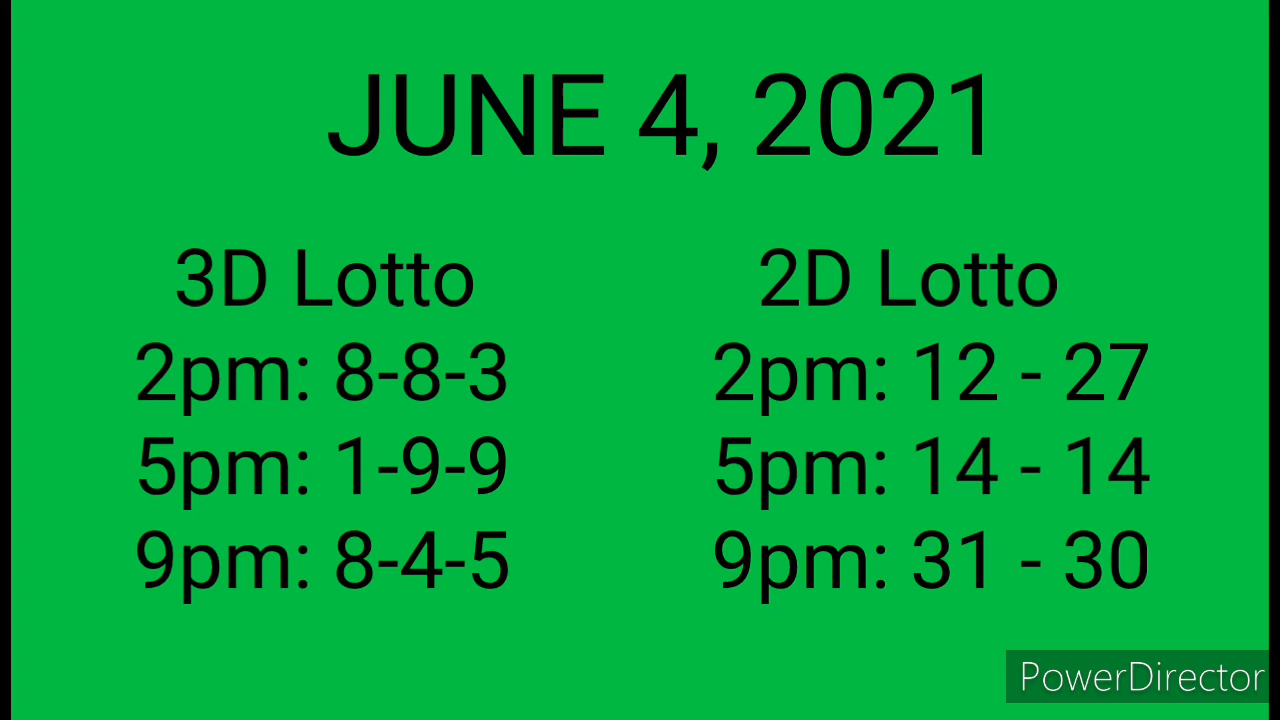 JUNE 4, 2021
3D Lotto
2pm: 8-8-3
5pm: 1-9-9
9pm: 8-4-5
2D Lotto
2pm: 12 - 27
5pm: 14 - 14
9pm: 31 - 30
PowerDirector